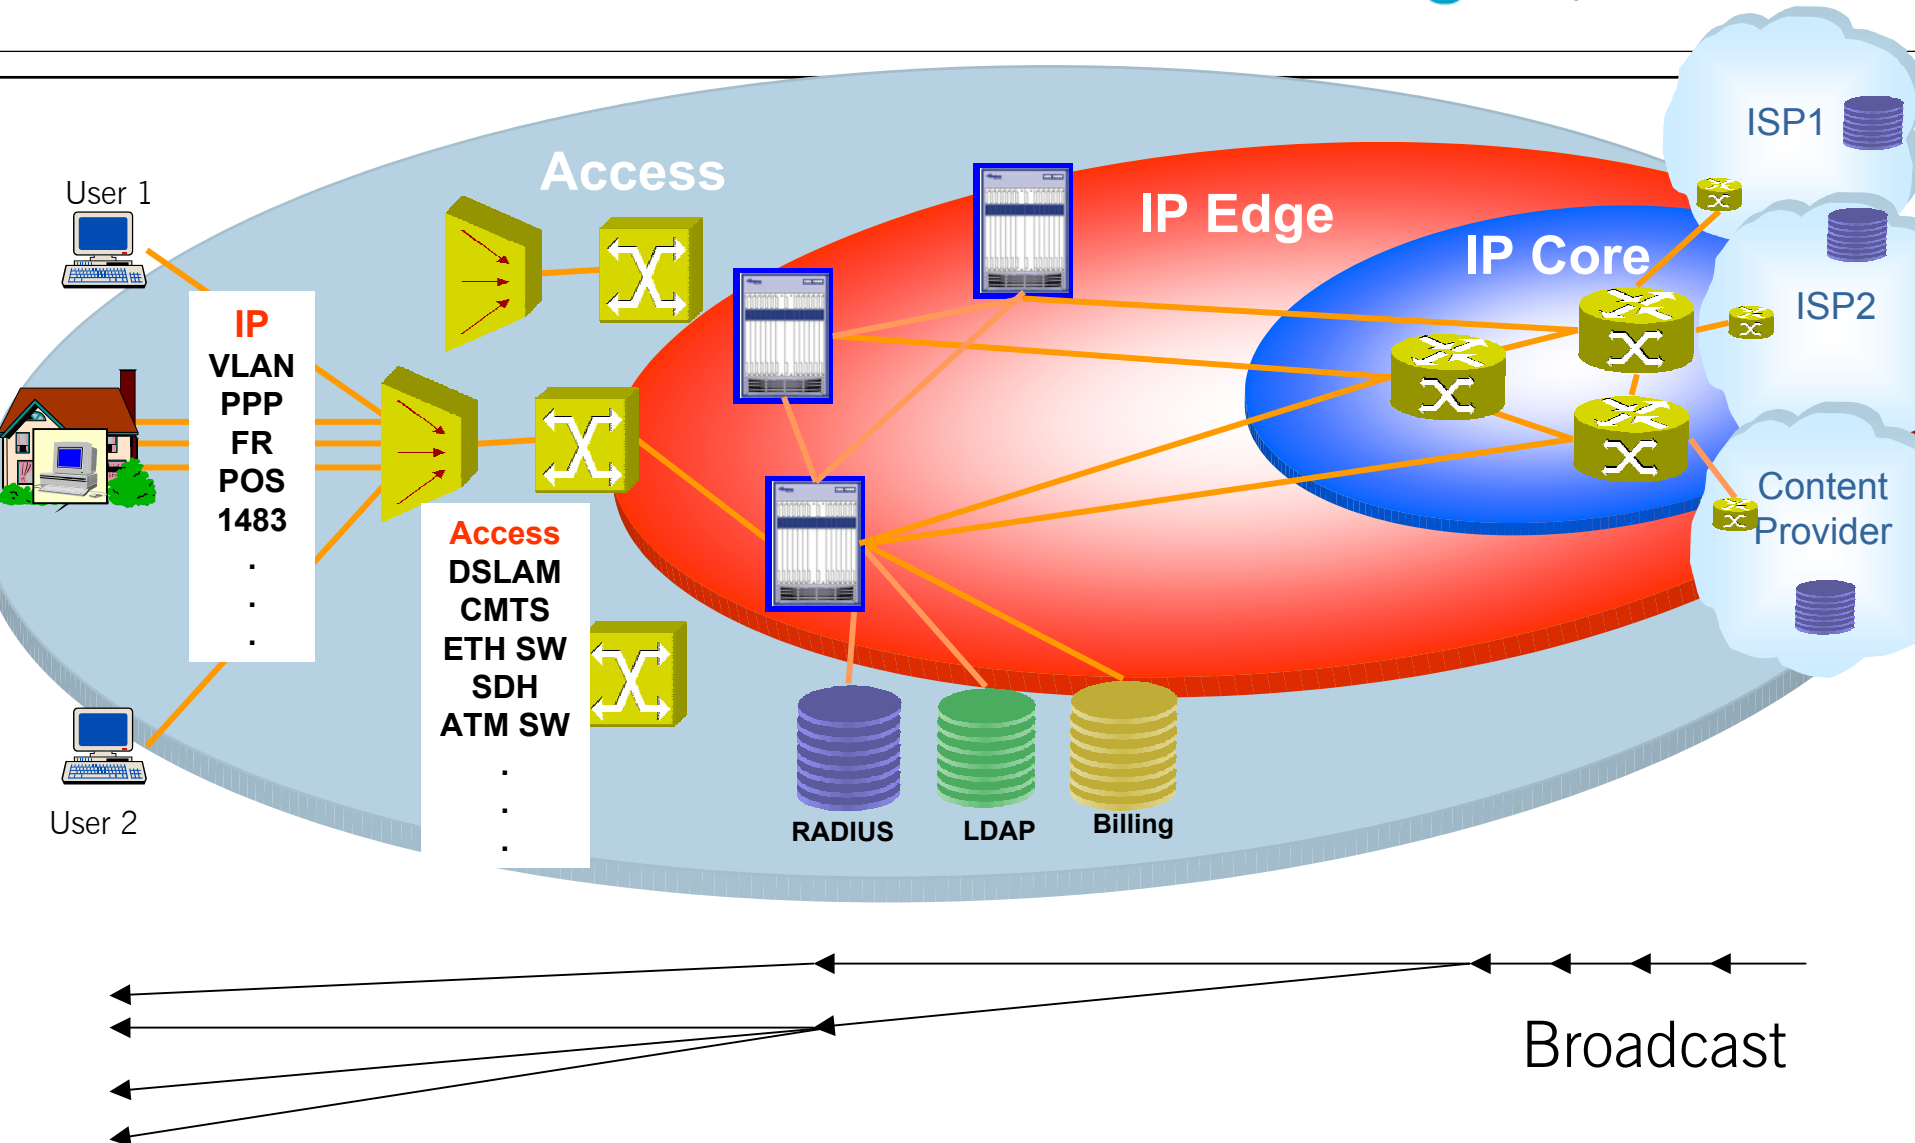 ISP1
Access
User 1
IP Edge
IP Core
ISP2
IP
VLAN
PPP
FR
POS
1483
.
.
.
Access
DSLAM
CMTS
ETH SW
SDH
ATM SW
.
.
.
Content
Provider
User 2
RADIUS
LDAP
Billing
Broadcast